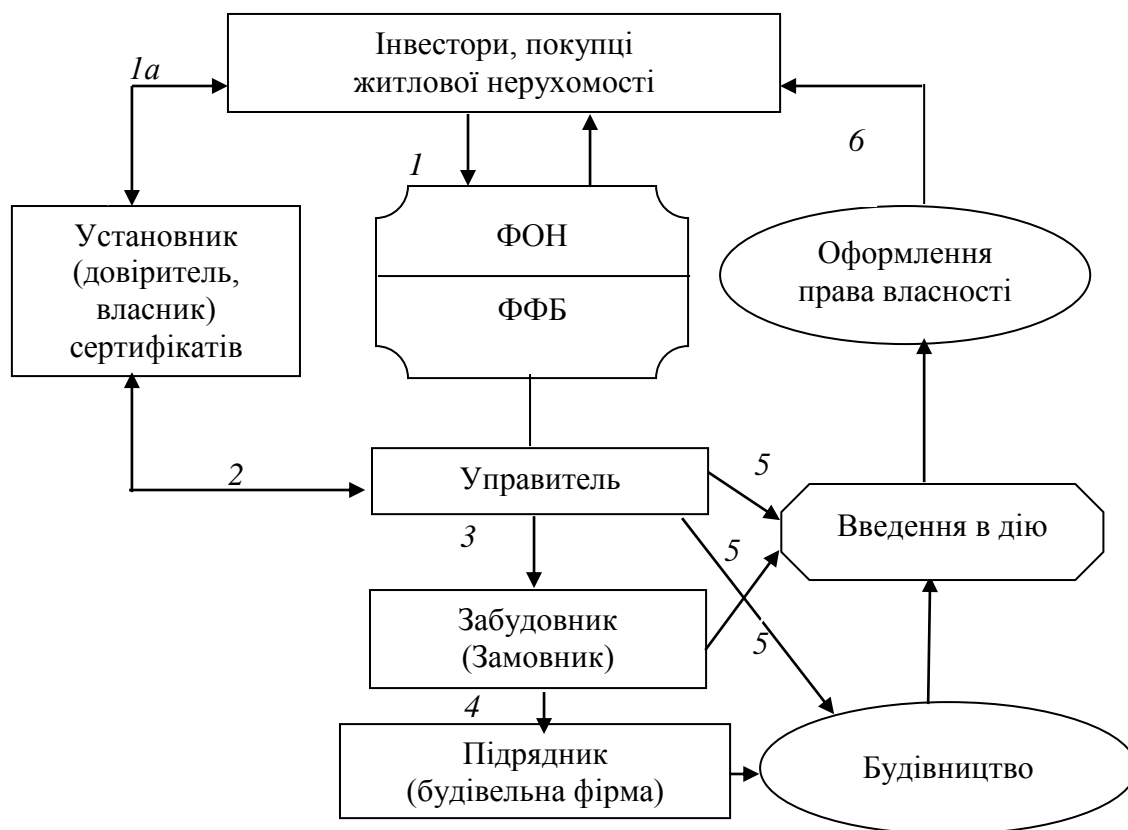 Інвестори, покупці
житлової нерухомості
1а
6
1
Установник
(довіритель,
власник)
сертифікатів
ФОН
ФФБ
Оформлення
права власності
2
Управитель
5
Введення в дію
3
5
Забудовник
(Замовник)
5
4
Підрядник
(будівельна фірма)
Будівництво